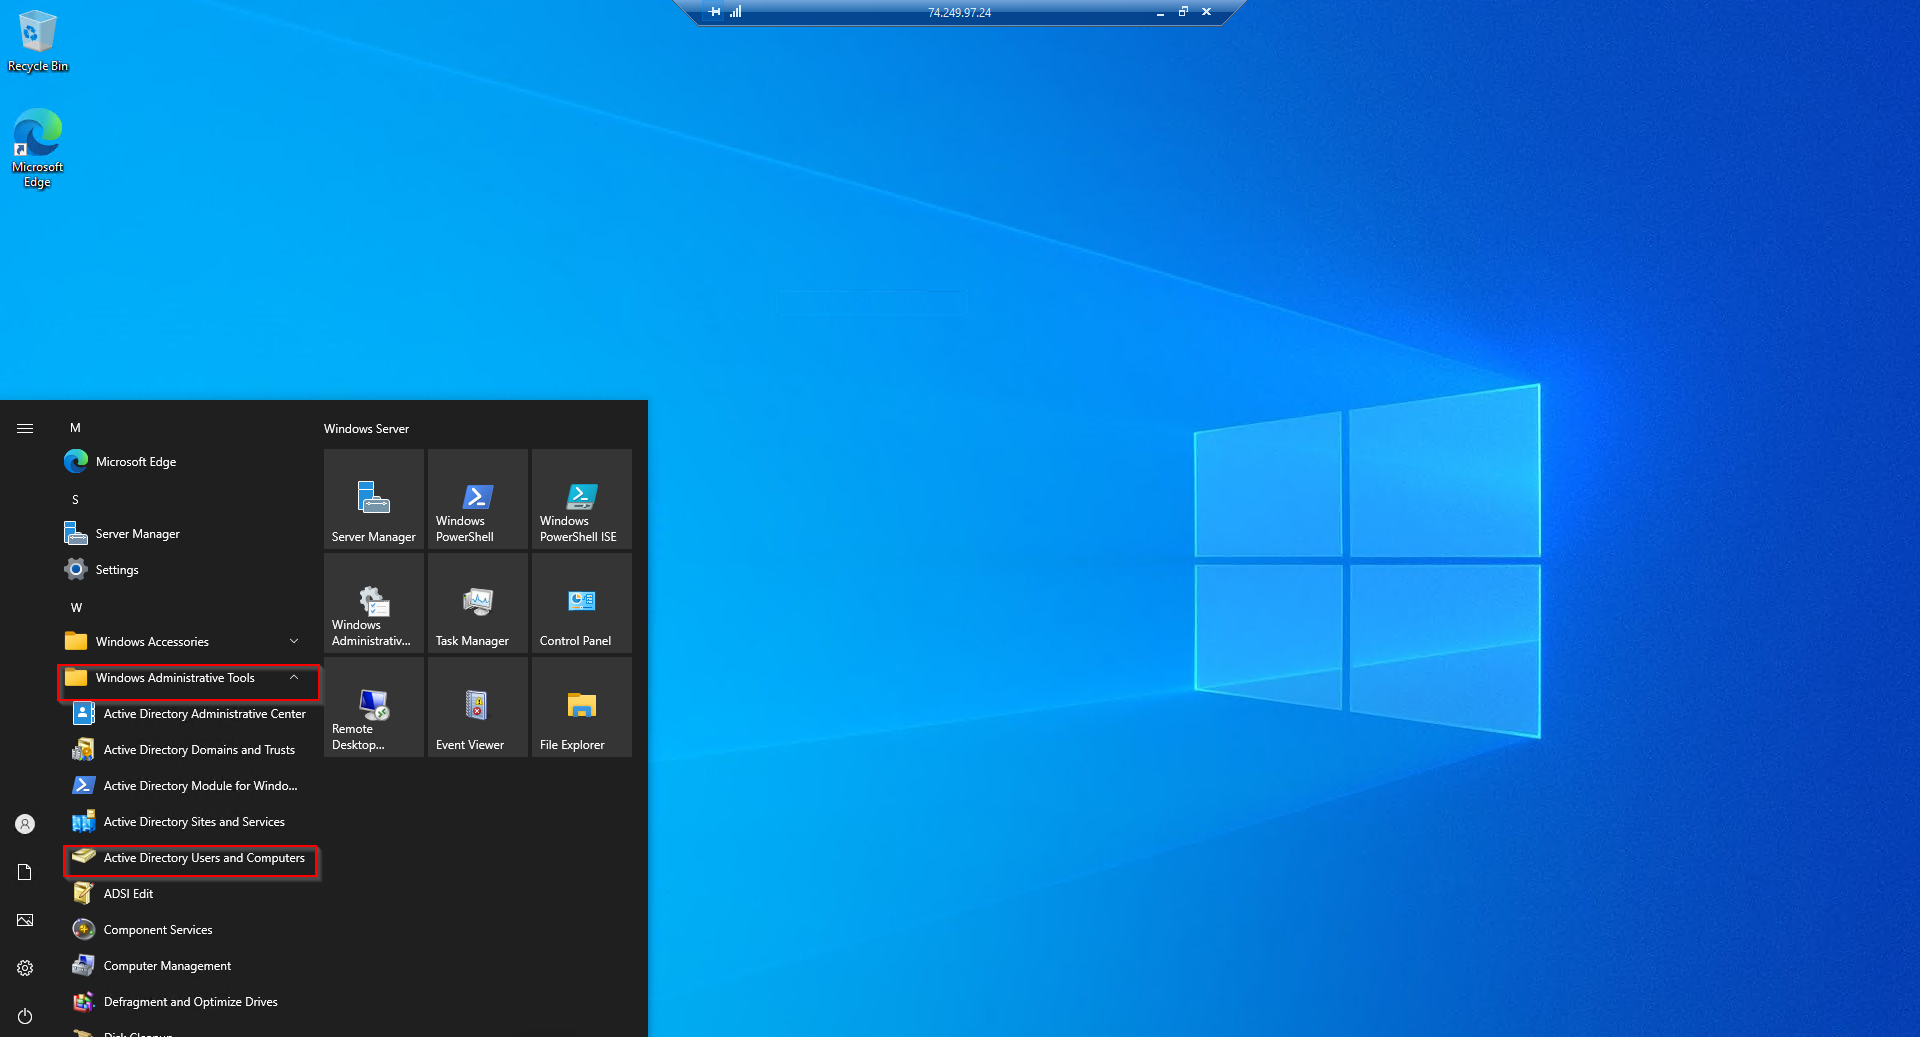 74.249.97.24
Recycle Bin
Microsoft
Edge
M
Microsoft Edge
S
Server Manager
Settings
W
Windows Accessories
Windows Administrative Tools
Active Directory Administrative Center
Active Directory Domains and Trusts
Active Directory Module for Windo...
Active Directory Sites and Services
Active Directory Users and Computers
ADSI Edit
Component Services
Computer Management
Defragment and Optimize Drives
Disk Cleanup
Windows Server
Server Manager
Windows
PowerShell
Windows
PowerShell ISE
Windows
Administrativ...
Task Manager
Control Panel
Remote
Desktop...
Event Viewer
File Explorer